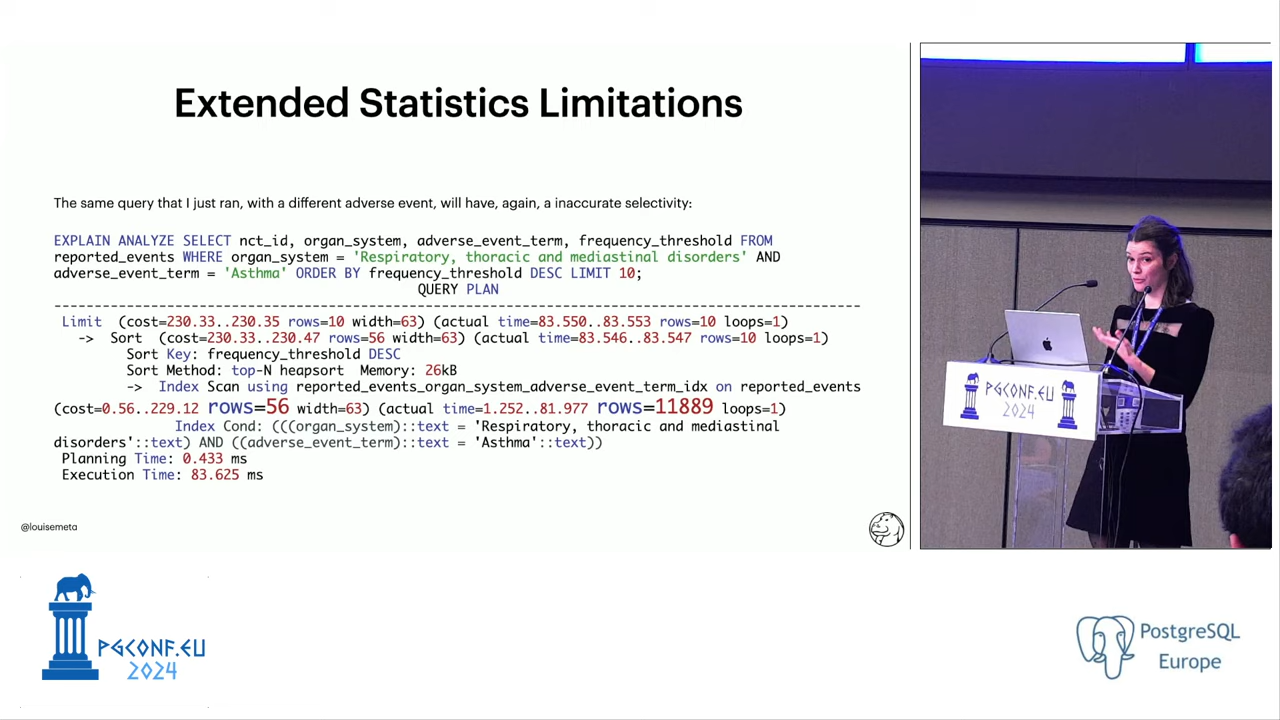 Extended Statistics Limitations
The same query that I just ran, with a different adverse event, will have, again, a inaccurate selectivity:
EXPLAIN ANALYZE SELECT nct_id, organ_system, adverse_event_term, frequency_threshold FROM
reported_events WHERE organ_system = 'Respiratory, thoracic and mediastinal disorders' AND
adverse_event_term = 'Asthma' ORDER BY frequency_threshold DESC LIMIT 10;
QUERY PLAN
----------------------------------------------------------------------------------------------------
Limit (cost=230.33..230.35 rows=10 width=63) (actual time=83.550..83.553 rows=10 loops=1)
-> Sort (cost=230.33..230.47 rows=56 width=63) (actual time=83.546..83.547 rows=10 loops=1)
Sort Key: frequency_threshold DESC
Sort Method: top-N heapsort Memory: 26kB
-> Index Scan using reported_events_organ_system_adverse_event_term_idx on reported_events
(cost=0.56..229.12 rows=56 width=63) (actual time=1.252..81.977 rows=11889 loops=1)
Index Cond: (((organ_system)::text = 'Respiratory, thoracic and mediastinal
disorders'::text) AND ((adverse_event_term)::text = 'Asthma'::text))
Planning Time: 0.433 ms
Execution Time: 83.625 ms
@louisemeta
PGCONF.EU
2024
PGCONF.EU
2024
PostgreSQL
Europe